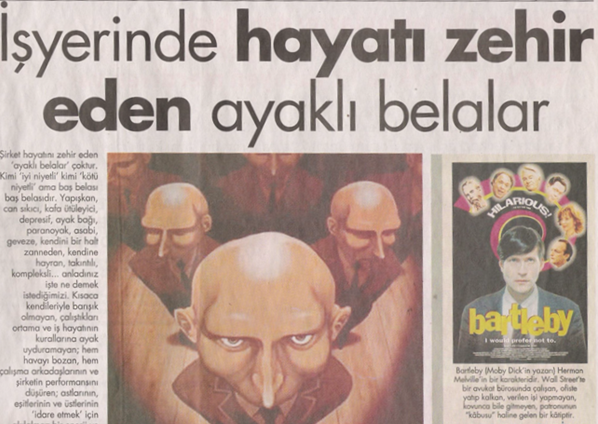 İşyerinde hayatı zehir
eden ayaklı belalar
Şirket hayatını zehir eden
'ayaklı belalar' çoktur.
Kimi 'iyi niyetli' kimi 'kötü
niyetli' ama baş belası
baş belasıdır. Yapışkan,
can sıkıcı, kafa ütüleyici,
depresif, ayak bağı,
paranoyak, asabi,
geveze, kendini bir halt
zanneden, kendine
hayran, takıntılı,
kompleksli... anladınız
işte ne demek
istediğimizi. Kısaca
kendileriyle barışık
olmayan, çalıştıkları
ortama ve iş hayatının
kurallarına ayak
uyduramayan; hem
havayı bozan, hem
çalışma arkadaşlarının ve
şirketin performansını
düşüren; astlarının,
eşitlerinin ve üstlerinin
'idare etmek' için
HILARIOUS!
bartleby
I would prefer not to.
Bartleby (Moby Dick'in yazarı) Herman
Melville'in bir karakteridir. Wall Street'te
bir avukat bürosunda çalışan, ofiste
yatıp kalkan, verilen işi yapmayan,
kovunca bile gitmeyen, patronunun
"kâbusu" haline gelen bir kâtiptir.